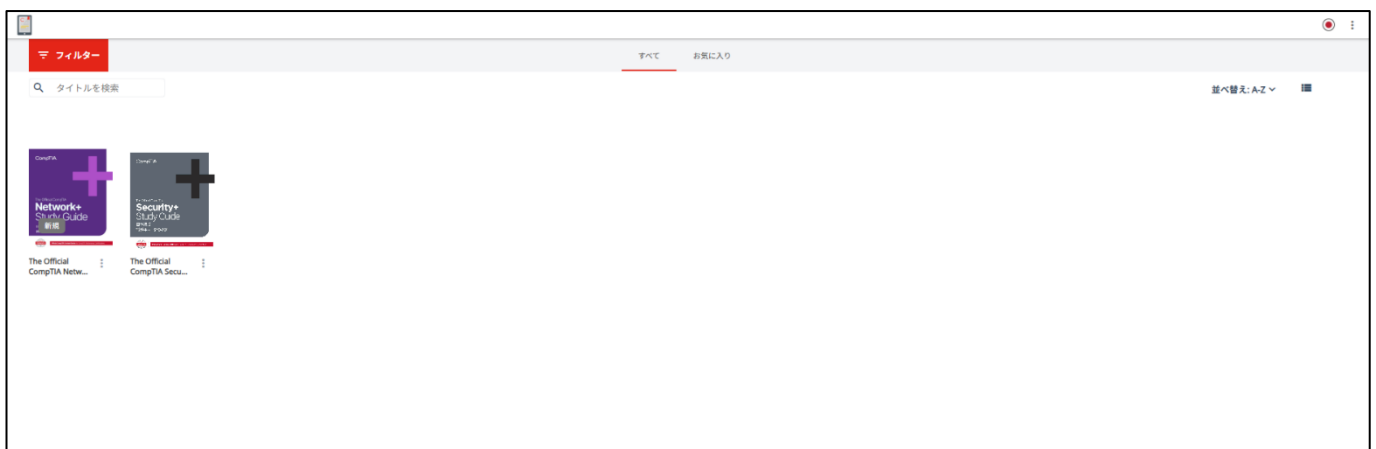 フィルター
すべて
お気に入り
タイトルを検索
並べ替え: A-Z
CompTIA
Network+
Study Guide
新規
CompTIA
Security+
Study Guide
The Official
CompTIA Netw...
The Official
CompTIA Secu...